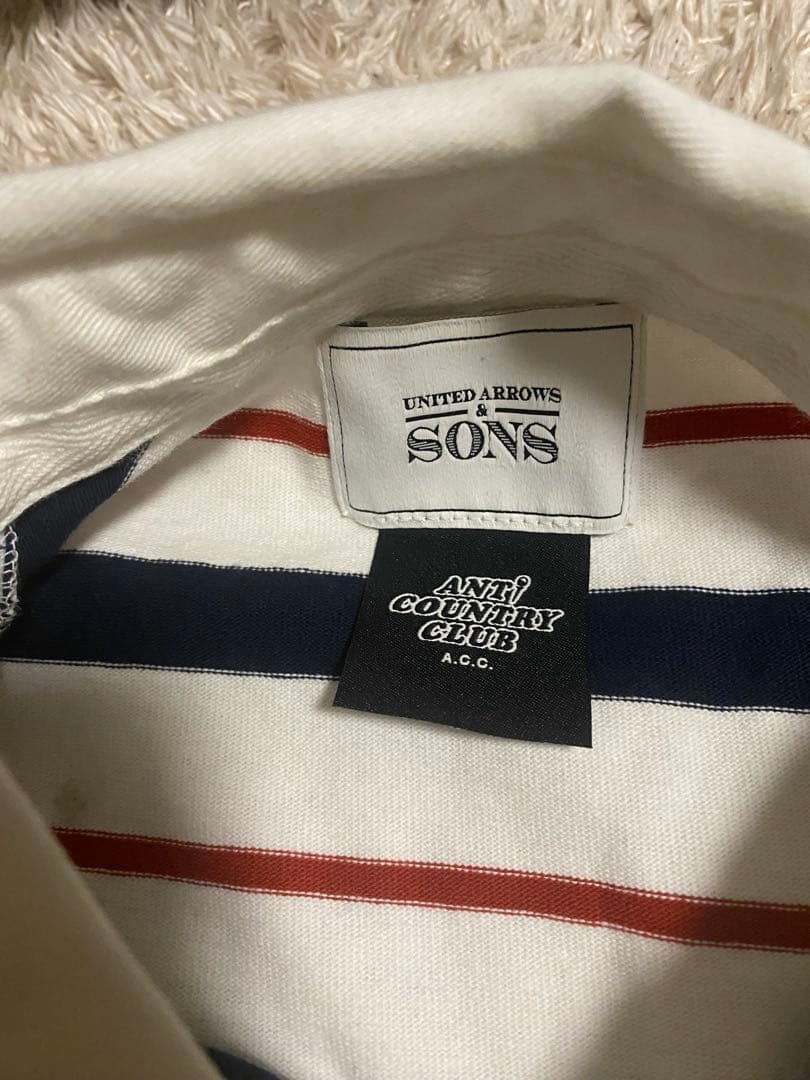 UNITED ARROWS
&
SONS
ANTi
COUNTRY
CLUB
A.C.C.